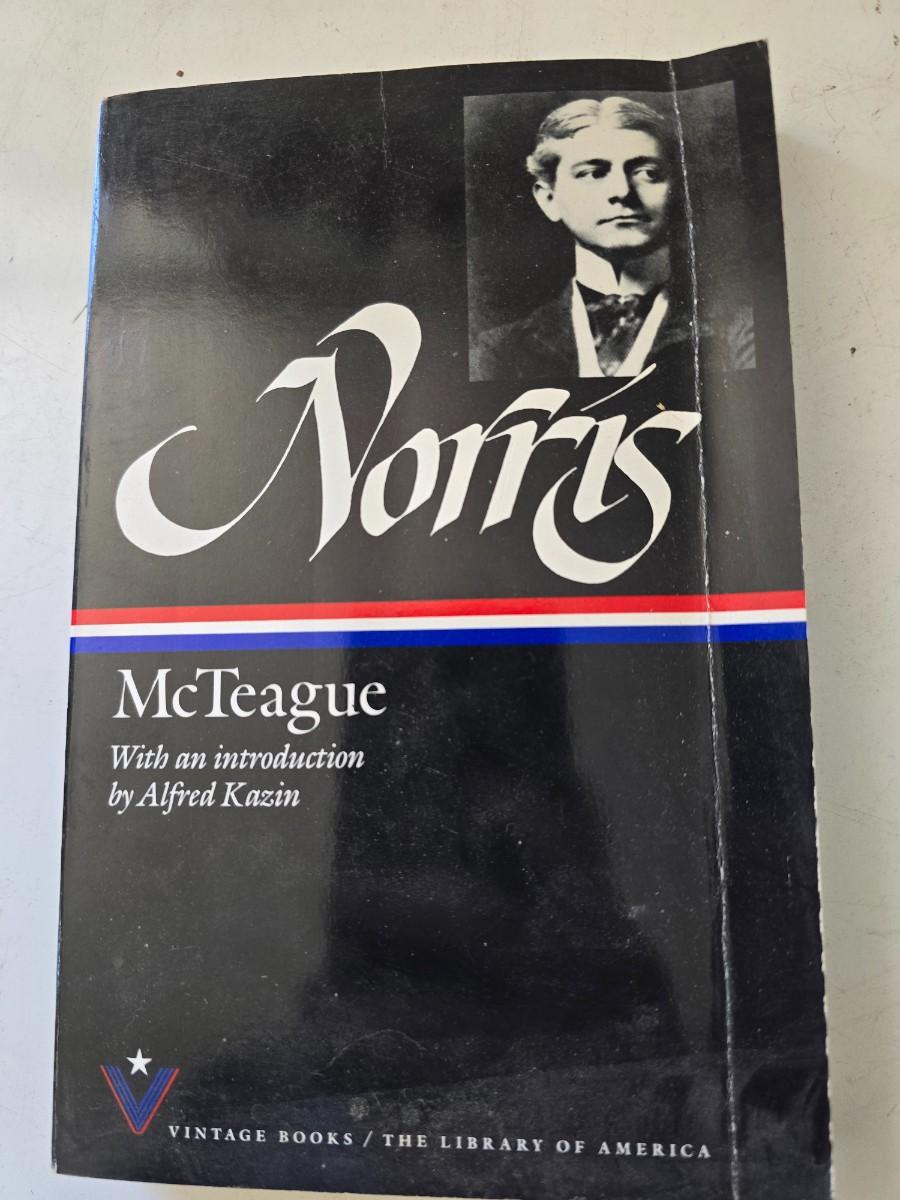 Norris
McTeague
With an introduction
by Alfred Kazin
VINTAGE BOOKS / THE LIBRARY OF AMERICA